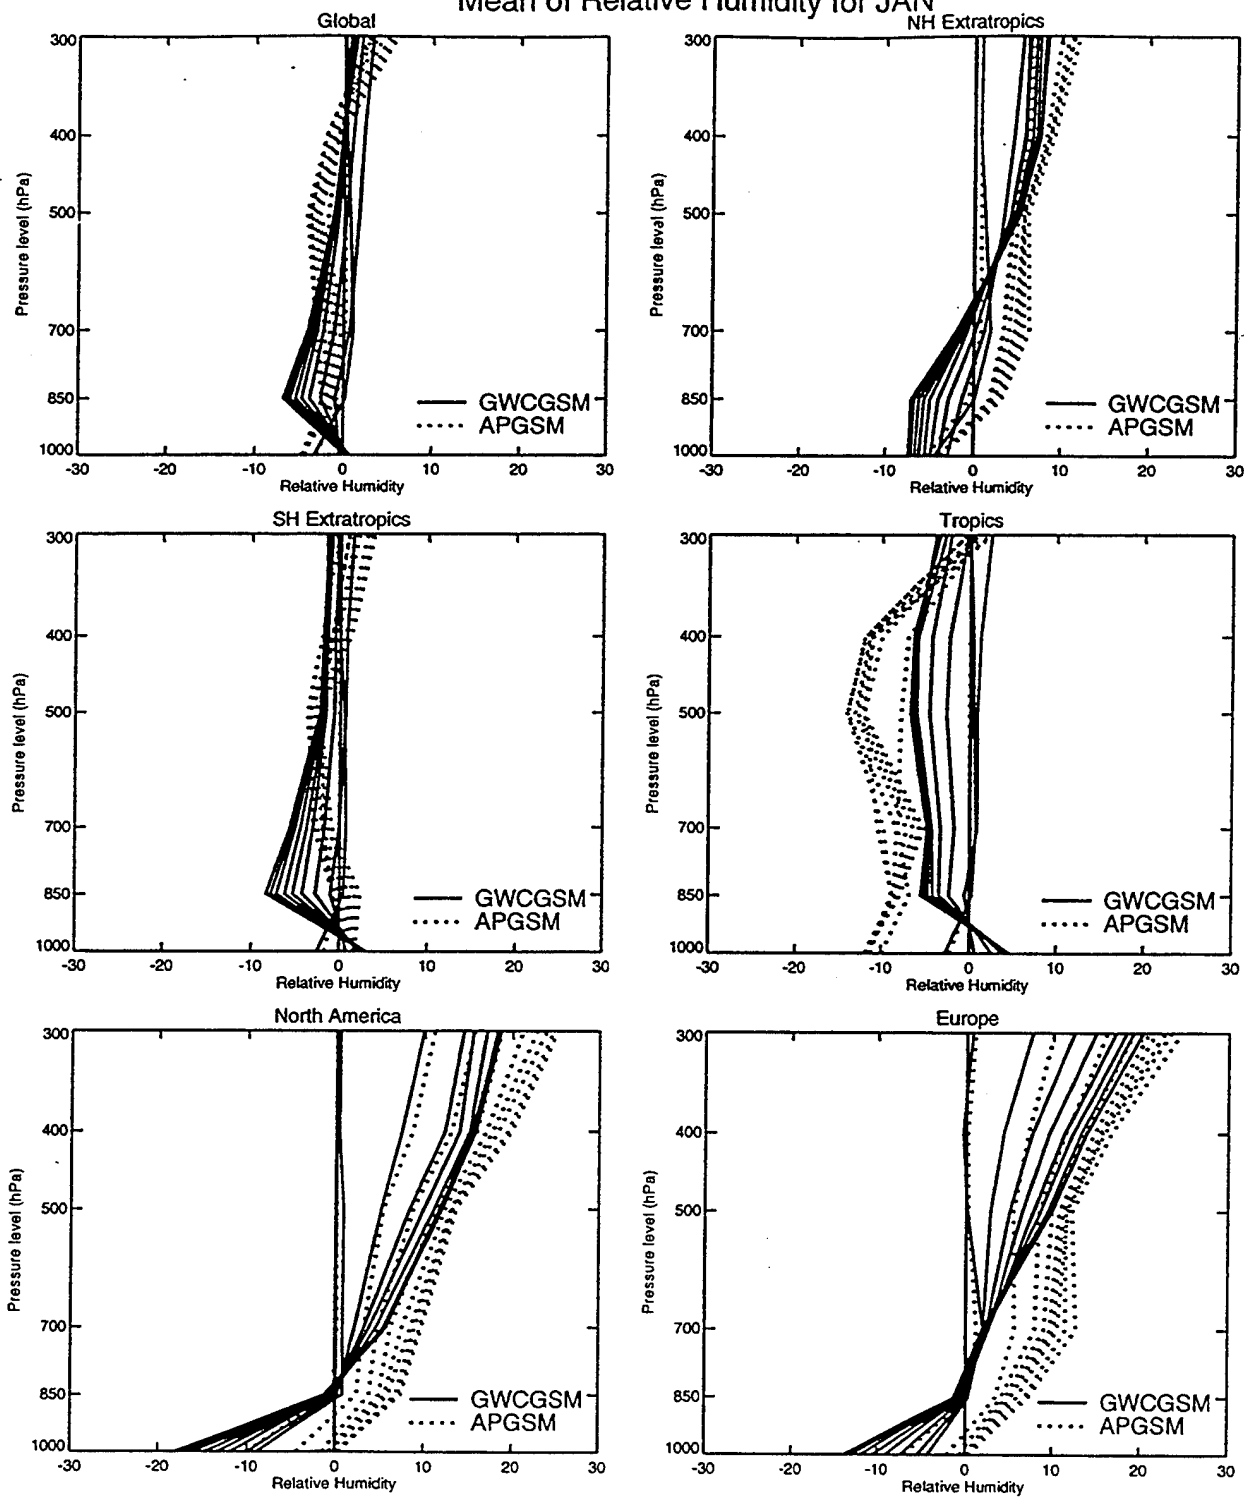 Mean of Relative Humidity for JAN
Global
300
400
500
700
850
1000
Pressure level (hPa)
GWCGSM
APGSM
-30 -20 -10 0 10 20 30
Relative Humidity
NH Extratropics
300
400
500
700
850
1000
Pressure level (hPa)
GWCGSM
APGSM
-30 -20 -10 0 10 20 30
Relative Humidity
SH Extratropics
300
400
500
700
850
1000
Pressure level (hPa)
GWCGSM
APGSM
-30 -20 -10 0 10 20 30
Relative Humidity
Tropics
300
400
500
700
850
1000
Pressure level (hPa)
GWCGSM
APGSM
-30 -20 -10 0 10 20 30
Relative Humidity
North America
300
400
500
700
850
1000
Pressure level (hPa)
GWCGSM
APGSM
-30 -20 -10 0 10 20 30
Relative Humidity
Europe
300
400
500
700
850
1000
Pressure level (hPa)
GWCGSM
APGSM
-30 -20 -10 0 10 20 30
Relative Humidity